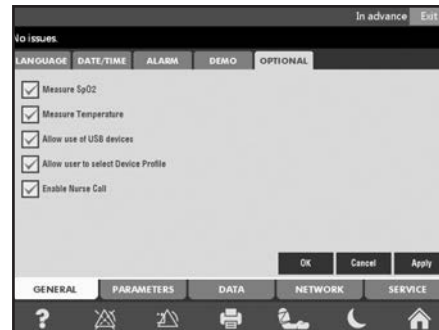 In advance Exit
No issues.
LANGUAGE DATE/TIME ALARM DEMO OPTIONAL
Measure SpO2
Measure Temperature
Allow use of USB devices
Allow user to select Device Profile
Enable Nurse Call
OK Cancel Apply
GENERAL PARAMETERS DATA NETWORK SERVICE
?